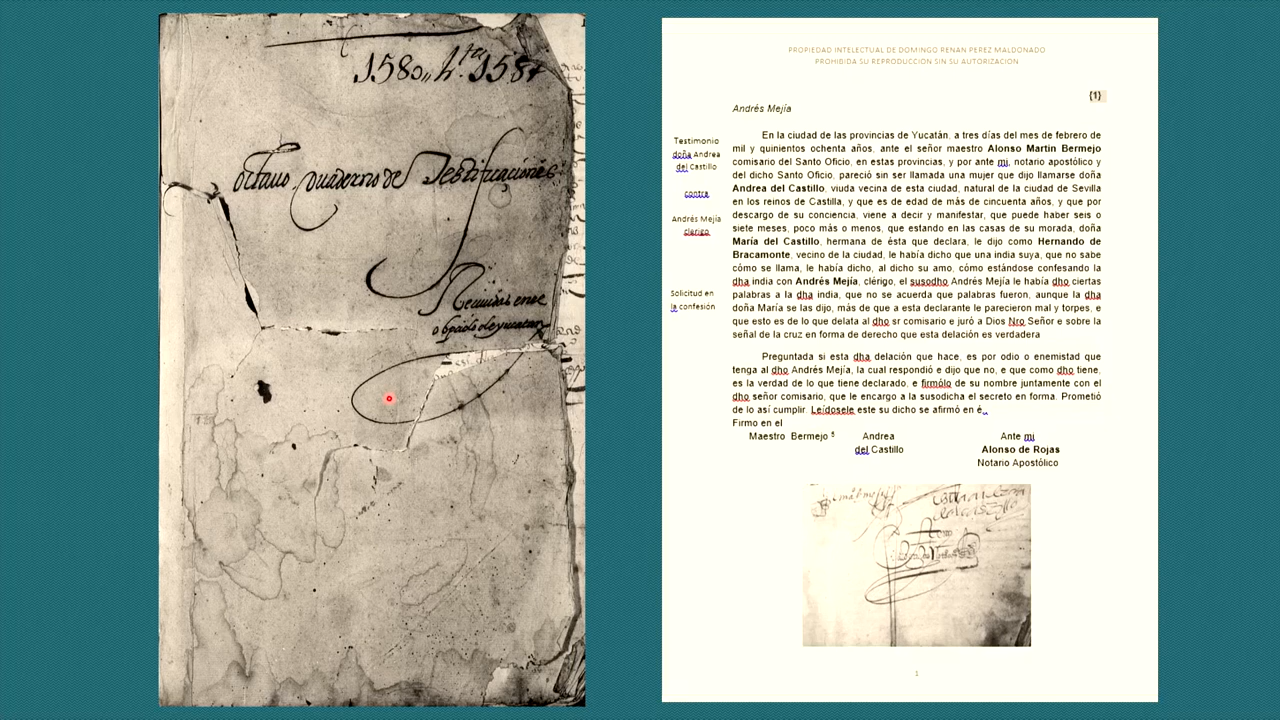 1580,, h.ta 1587
Octauo quaderno de Testificaciones
Reciuidas en el
obpado de yucatan
PROPIEDAD INTELECTUAL DE DOMINGO RENAN PEREZ MALDONADO
PROHIBIDA SU REPRODUCCION SIN SU AUTORIZACION
{1}
Andrés Mejía
Testimonio
doña Andrea
del Castillo
contra
Andrés Mejía
clerigo
Solicitud en
la confesión
En la ciudad de las provincias de Yucatán, a tres días del mes de febrero de
mil y quinientos ochenta años, ante el señor maestro Alonso Martin Bermejo
comisario del Santo Oficio, en estas provincias, y por ante mi, notario apostólico y
del dicho Santo Oficio, pareció sin ser llamada una mujer que dijo llamarse doña
Andrea del Castillo, viuda vecina de esta ciudad, natural de la ciudad de Sevilla
en los reinos de Castilla, y que es de edad de más de cincuenta años, y que por
descargo de su conciencia, viene a decir y manifestar, que puede haber seis o
siete meses, poco más o menos, que estando en las casas de su morada, doña
María del Castillo, hermana de ésta que declara, le dijo como Hernando de
Bracamonte, vecino de la ciudad, le había dicho que una india suya, que no sabe
cómo se llama, le había dicho, al dicho su amo, cómo estándose confesando la
dha india con Andrés Mejía, clérigo, el susodho Andrés Mejía le había dho ciertas
palabras a la dha india, que no se acuerda que palabras fueron, aunque la dha
doña María se las dijo, más de que a esta declarante le parecieron mal y torpes, e
que esto es de lo que delata al dho sr comisario e juró a Dios Nro Señor e sobre la
señal de la cruz en forma de derecho que esta delación es verdadera
Preguntada si esta dha delación que hace, es por odio o enemistad que
tenga al dho Andrés Mejía, la cual respondió e dijo que no, e que como dho tiene,
es la verdad de lo que tiene declarado, e firmólo de su nombre juntamente con el
dho señor comisario, que le encargo a la susodicha el secreto en forma. Prometió
de lo así cumplir. Leídosele este su dicho se afirmó en é..
Firmo en el
Maestro Bermejo 5 Andrea Ante mi
del Castillo Alonso de Rojas
Notario Apostólico
1